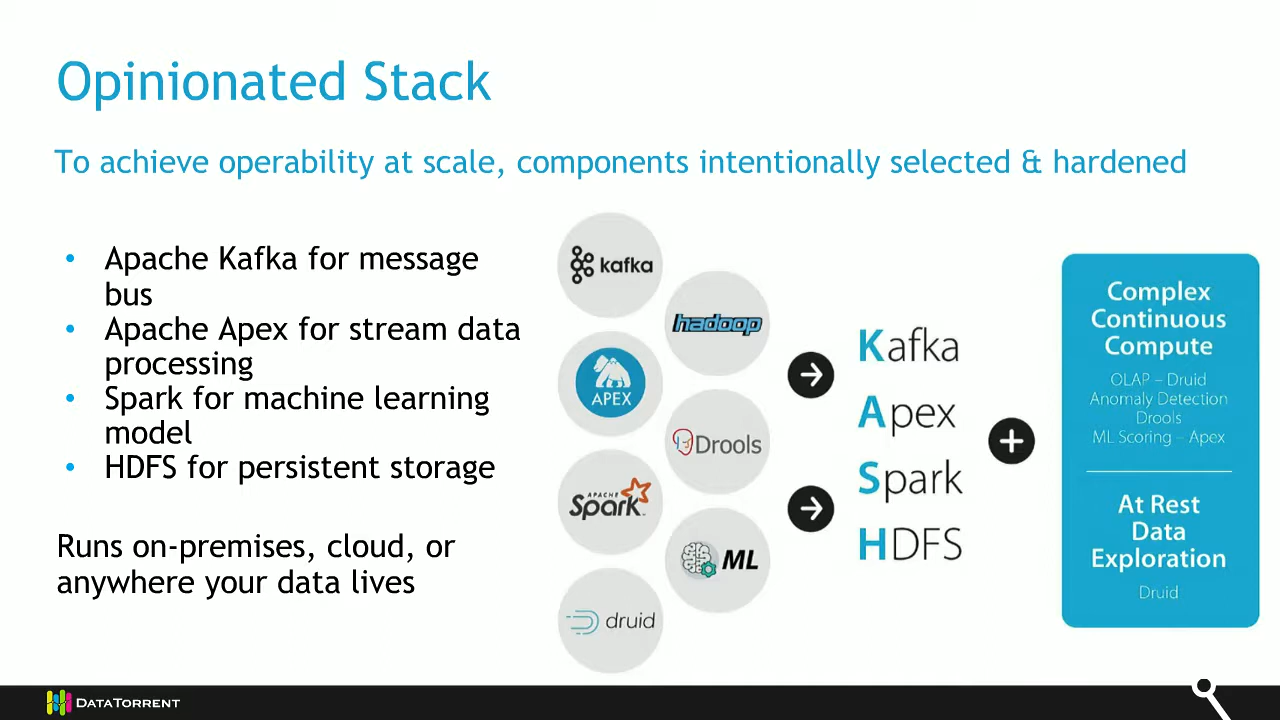 Opinionated Stack
To achieve operability at scale, components intentionally selected & hardened
• Apache Kafka for message
bus
• Apache Apex for stream data
processing
• Spark for machine learning
model
• HDFS for persistent storage
Runs on-premises, cloud, or
anywhere your data lives
kafka
hadoop
APEX
Drools
APACHE
Spark
ML
druid
Kafka
Apex
Spark
HDFS
Complex
Continuous
Compute
OLAP – Druid
Anomaly Detection
Drools
ML Scoring – Apex
At Rest
Data
Exploration
Druid
DATATORRENT